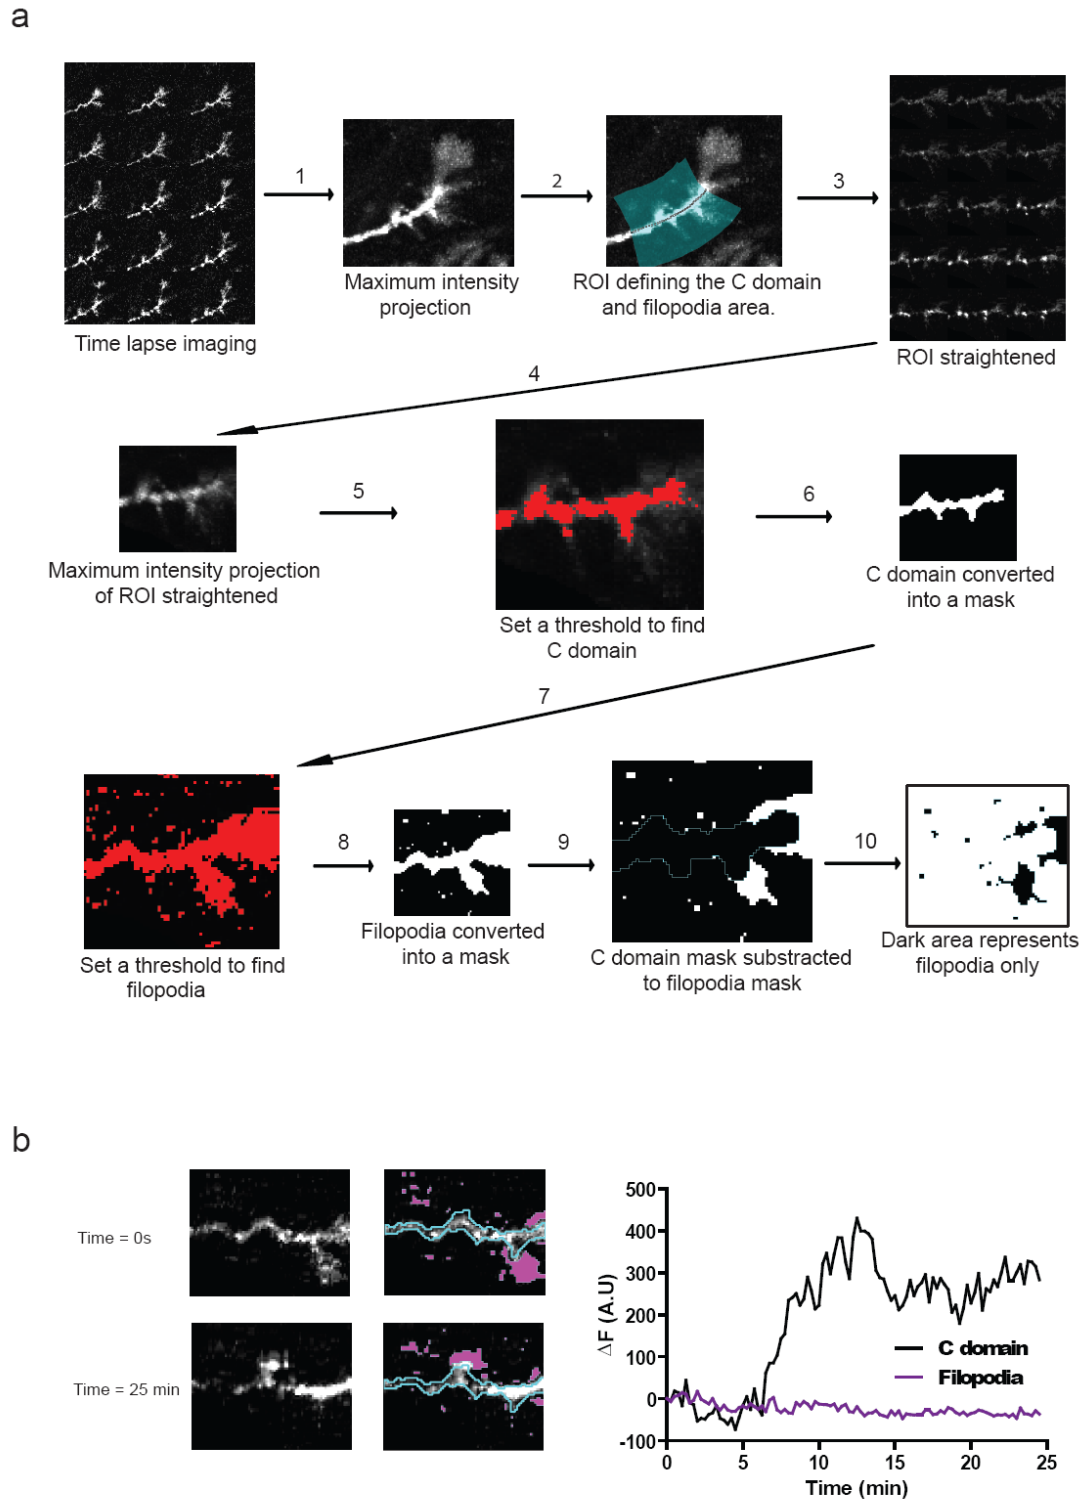 a
1
2
3
Time lapse imaging
Maximum intensity
projection
ROI defining the C domain
and filopodia area.
ROI straightened
4
5
6
Maximum intensity projection
of ROI straightened
Set a threshold to find
C domain
C domain converted
into a mask
7
8
9
10
Set a threshold to find
filopodia
Filopodia converted
into a mask
C domain mask substracted
to filopodia mask
Dark area represents
filopodia only
b
Time = 0s
Time = 25 min
500
400
300
200
100
0
-100
ΔF (A.U)
C domain
Filopodia
0 5 10 15 20 25
Time (min)